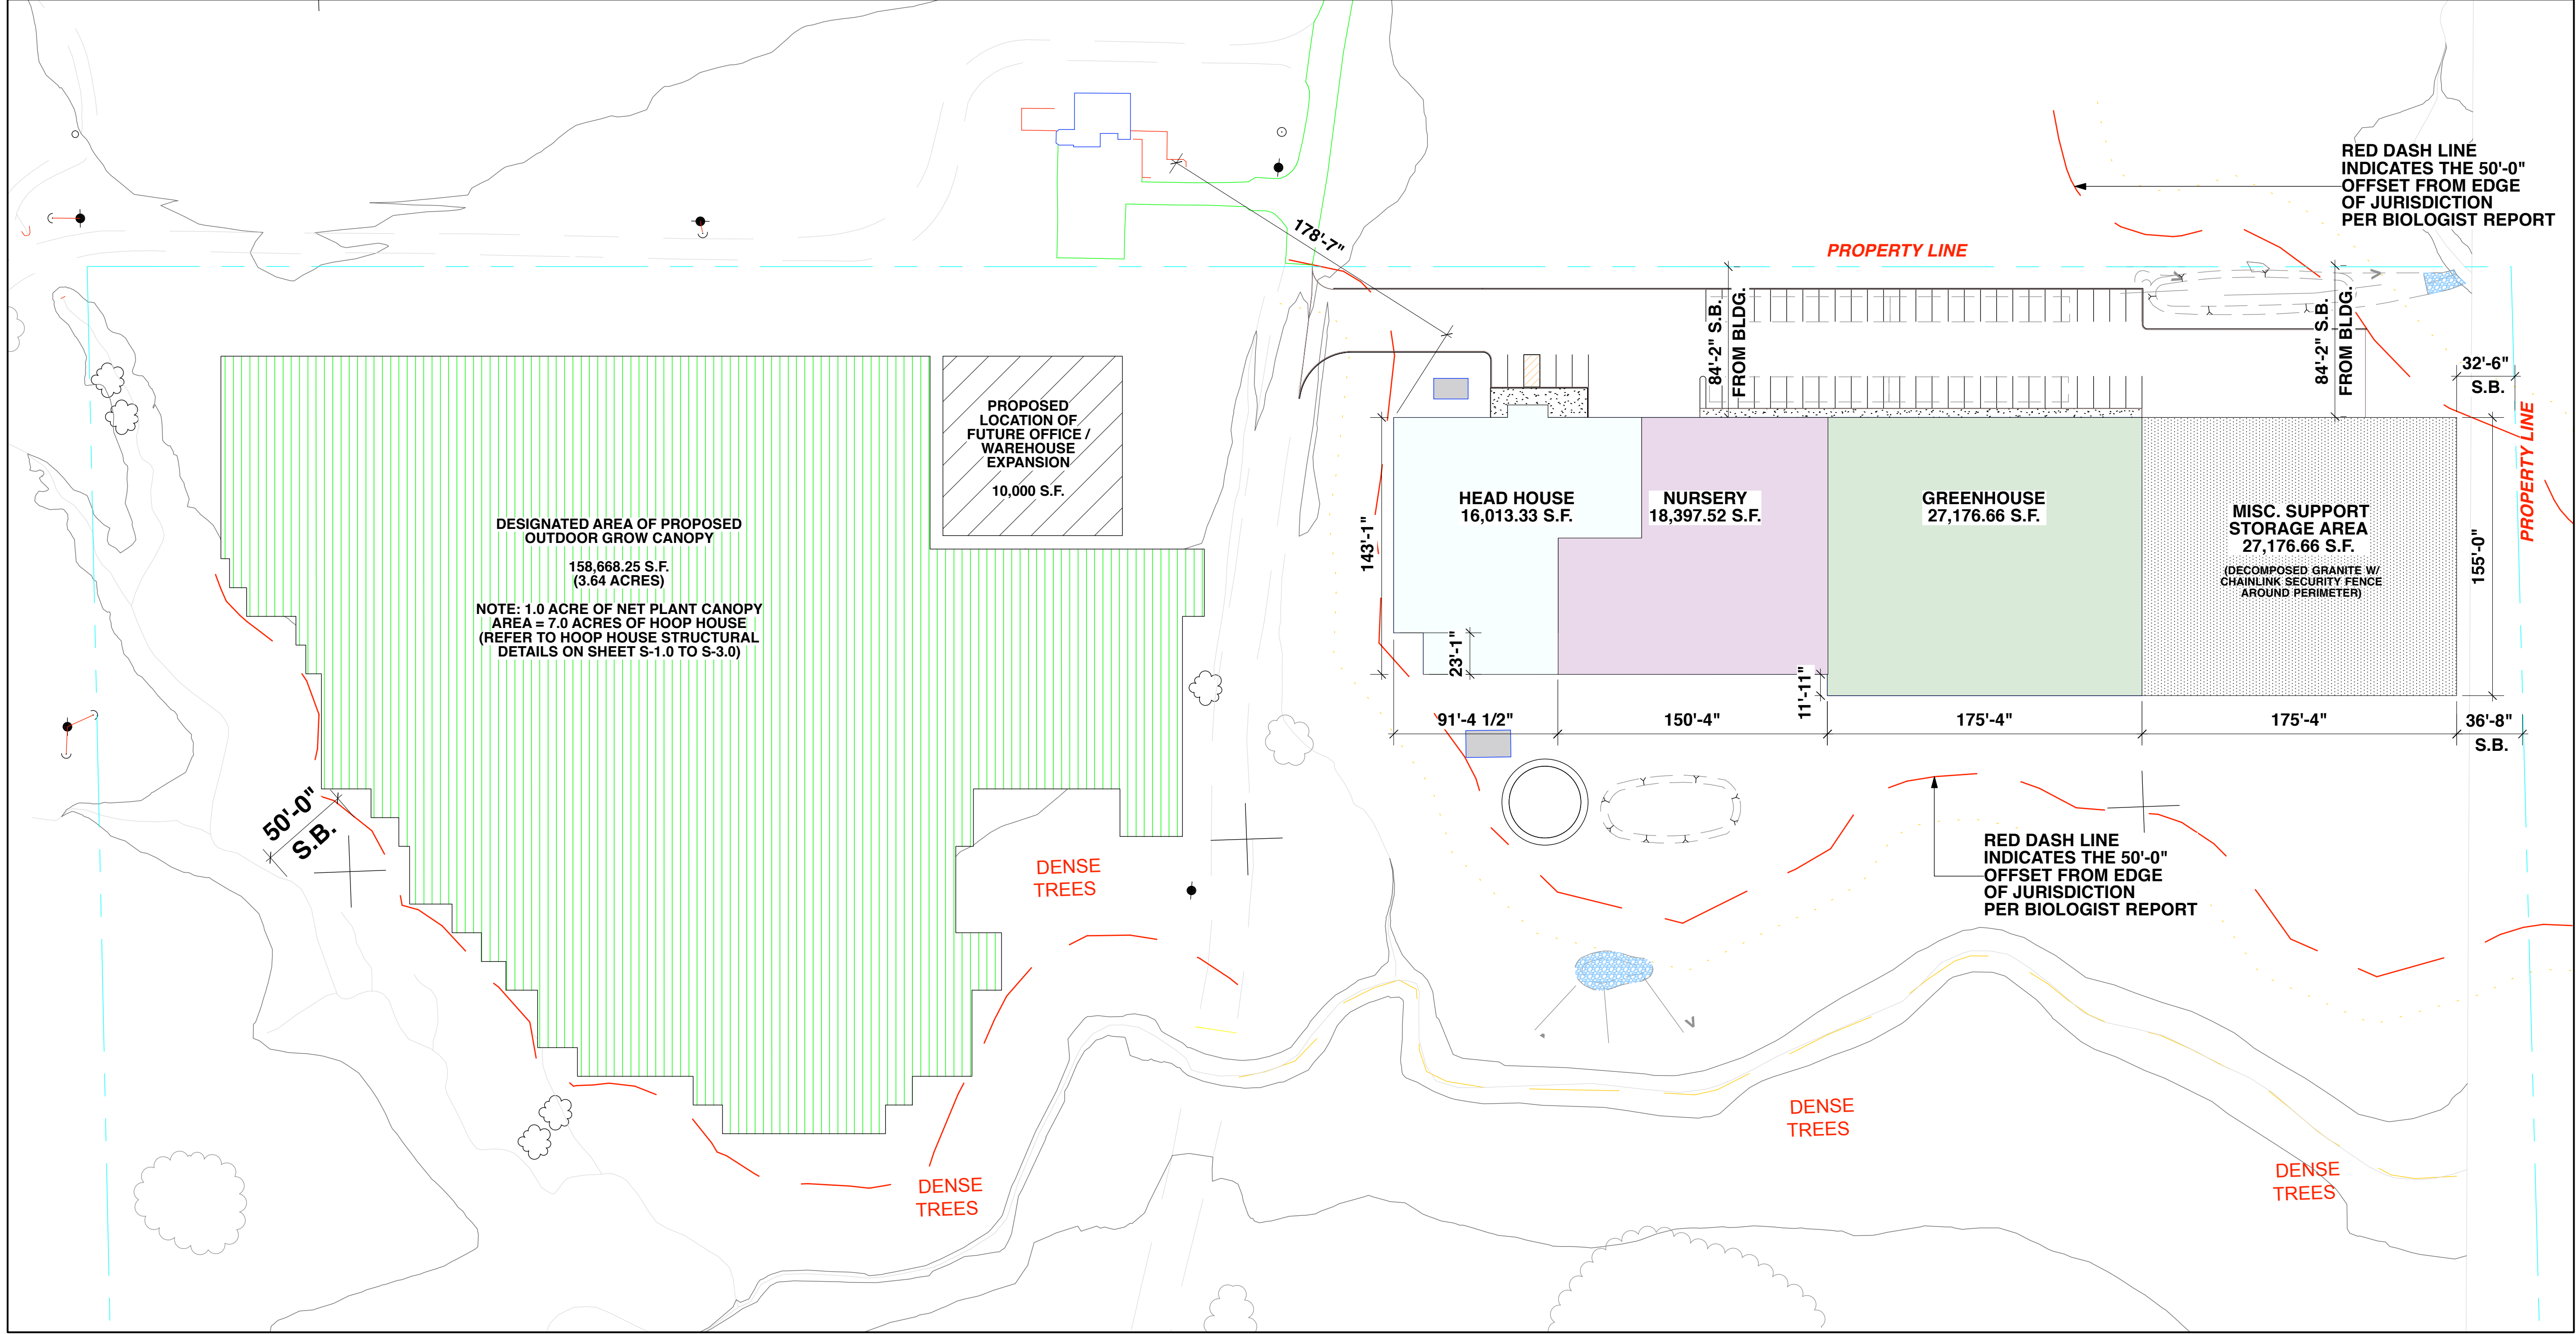 RED DASH LINE
INDICATES THE 50'-0"
OFFSET FROM EDGE
OF JURISDICTION
PER BIOLOGIST REPORT
178'-7"
PROPERTY LINE
84'-2" S.B.
FROM BLDG.
84'-2" S.B.
FROM BLDG.
32'-6"
S.B.
PROPERTY LINE
PROPOSED
LOCATION OF
FUTURE OFFICE /
WAREHOUSE
EXPANSION
10,000 S.F.
DESIGNATED AREA OF PROPOSED
OUTDOOR GROW CANOPY
158,668.25 S.F.
(3.64 ACRES)
NOTE: 1.0 ACRE OF NET PLANT CANOPY
AREA = 7.0 ACRES OF HOOP HOUSE
(REFER TO HOOP HOUSE STRUCTURAL
DETAILS ON SHEET S-1.0 TO S-3.0)
143'-1"
HEAD HOUSE
16,013.33 S.F.
NURSERY
18,397.52 S.F.
GREENHOUSE
27,176.66 S.F.
MISC. SUPPORT
STORAGE AREA
27,176.66 S.F.
(DECOMPOSED GRANITE W/
CHAINLINK SECURITY FENCE
AROUND PERIMETER)
155'-0"
23'-1"
11'-11"
91'-4 1/2"
150'-4"
175'-4"
175'-4"
36'-8"
S.B.
50'-0"
S.B.
DENSE
TREES
RED DASH LINE
INDICATES THE 50'-0"
OFFSET FROM EDGE
OF JURISDICTION
PER BIOLOGIST REPORT
DENSE
TREES
DENSE
TREES
DENSE
TREES